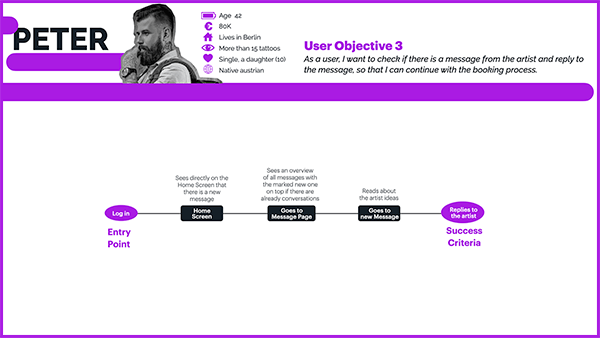 PETER
Age 42
80K
Lives in Berlin
More than 15 tattoos
Single, a daughter (10)
Native austrian
User Objective 3
As a user, I want to check if there is a message from the artist and reply to
the message, so that I can continue with the booking process.
Log in
Entry
Point
Sees directly on the
Home Screen that
there is a new
message
Home
Screen
Sees an overview
of all messages with
the marked new one
on top if there are
already conversations
Goes to
Message Page
Reads about
the artist ideas
Goes to
new Message
Replies to
the artist
Success
Criteria